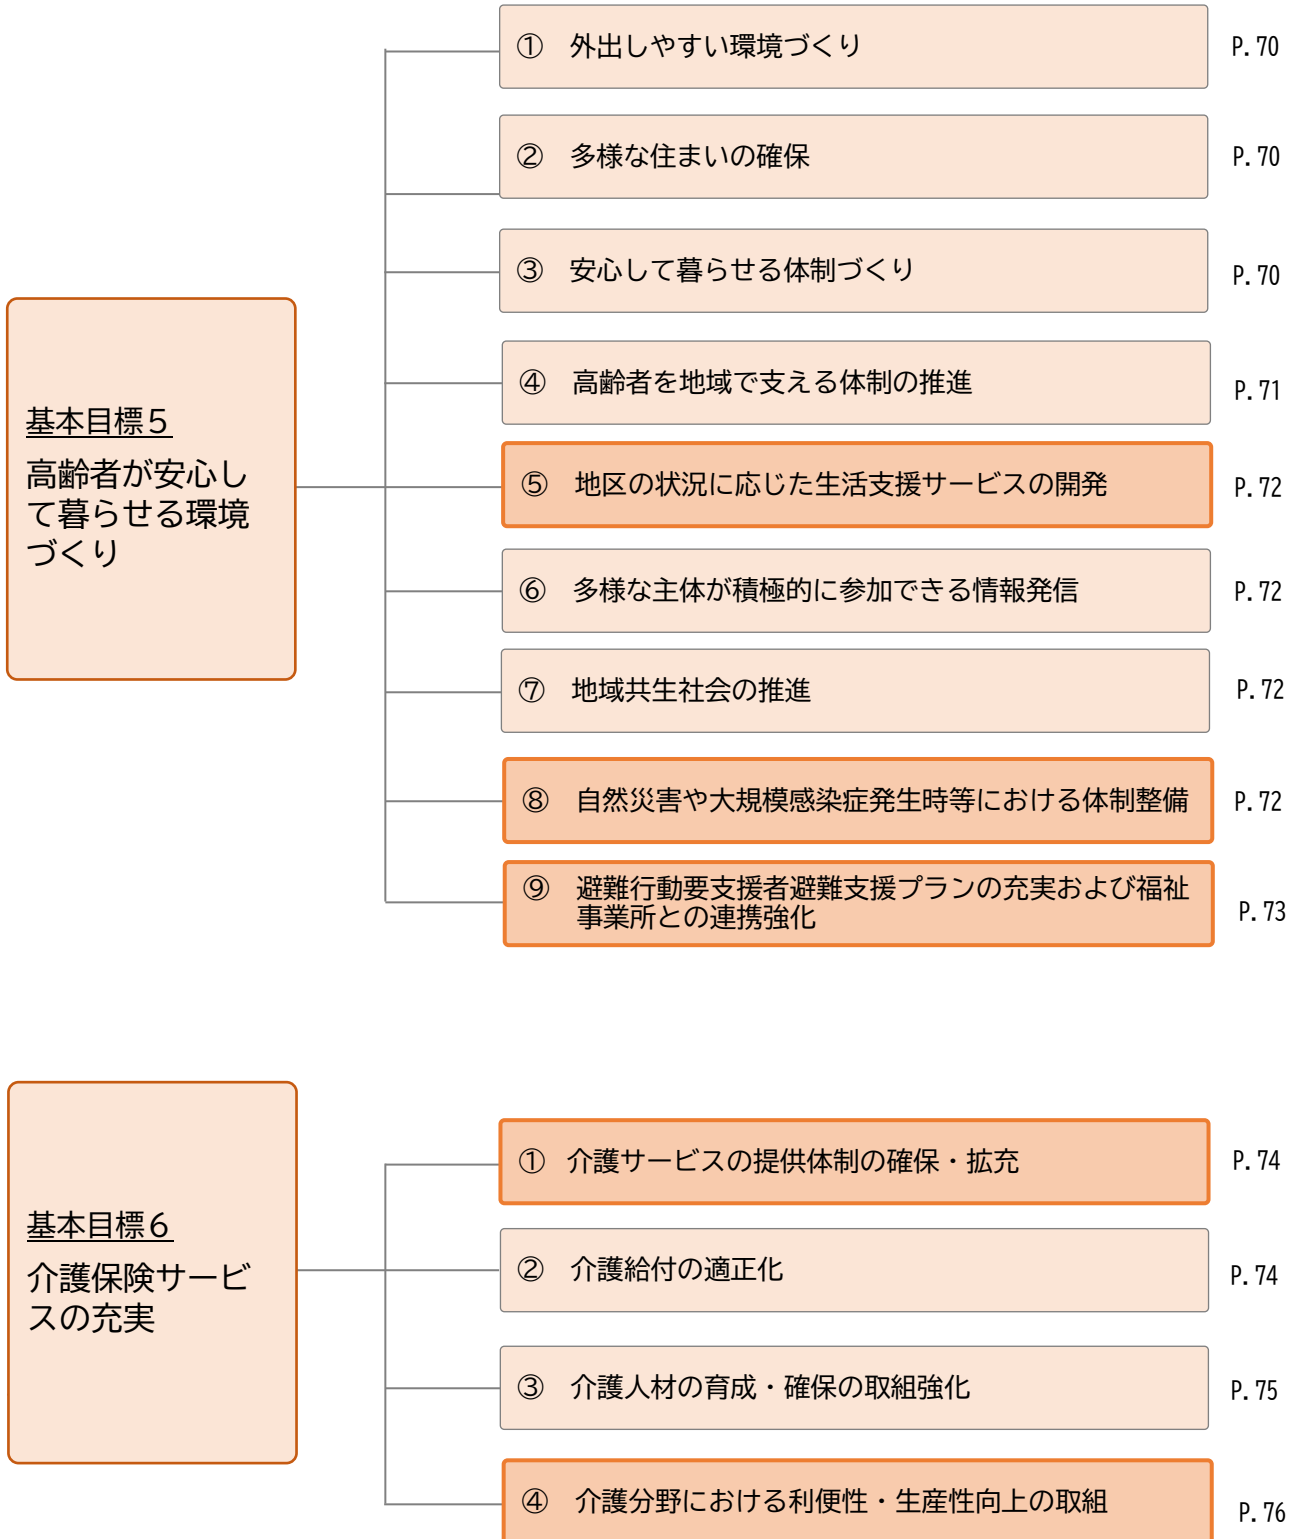 ① 外出しやすい環境づくり P.70
② 多様な住まいの確保 P.70
③ 安心して暮らせる体制づくり P.70
④ 高齢者を地域で支える体制の推進 P.71
基本目標５
高齢者が安心し
て暮らせる環境
づくり
⑤ 地区の状況に応じた生活支援サービスの開発 P.72
⑥ 多様な主体が積極的に参加できる情報発信 P.72
⑦ 地域共生社会の推進 P.72
⑧ 自然災害や大規模感染症発生時等における体制整備 P.72
⑨ 避難行動要支援者避難支援プランの充実および福祉
事業所との連携強化 P.73
基本目標６
介護保険サービ
スの充実
① 介護サービスの提供体制の確保・拡充 P.74
② 介護給付の適正化 P.74
③ 介護人材の育成・確保の取組強化 P.75
④ 介護分野における利便性・生産性向上の取組 P.76